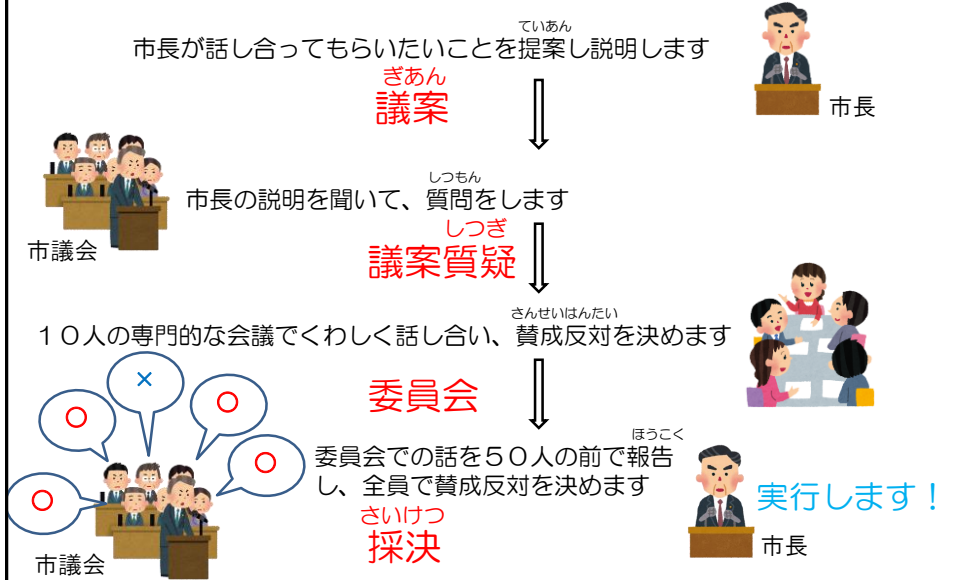 ていあん
市長が話し合ってもらいたいことを提案し説明します
ぎあん
議案
市長
しつもん
市長の説明を聞いて、質問をします
市議会
しつぎ
議案質疑
さんせいはんたい
１０人の専門的な会議でくわしく話し合い、賛成反対を決めます
×
○
○
○
○
委員会
ほうこく
委員会での話を５０人の前で報告
し、全員で賛成反対を決めます
さいけつ
採決
市議会
実行します！
市長